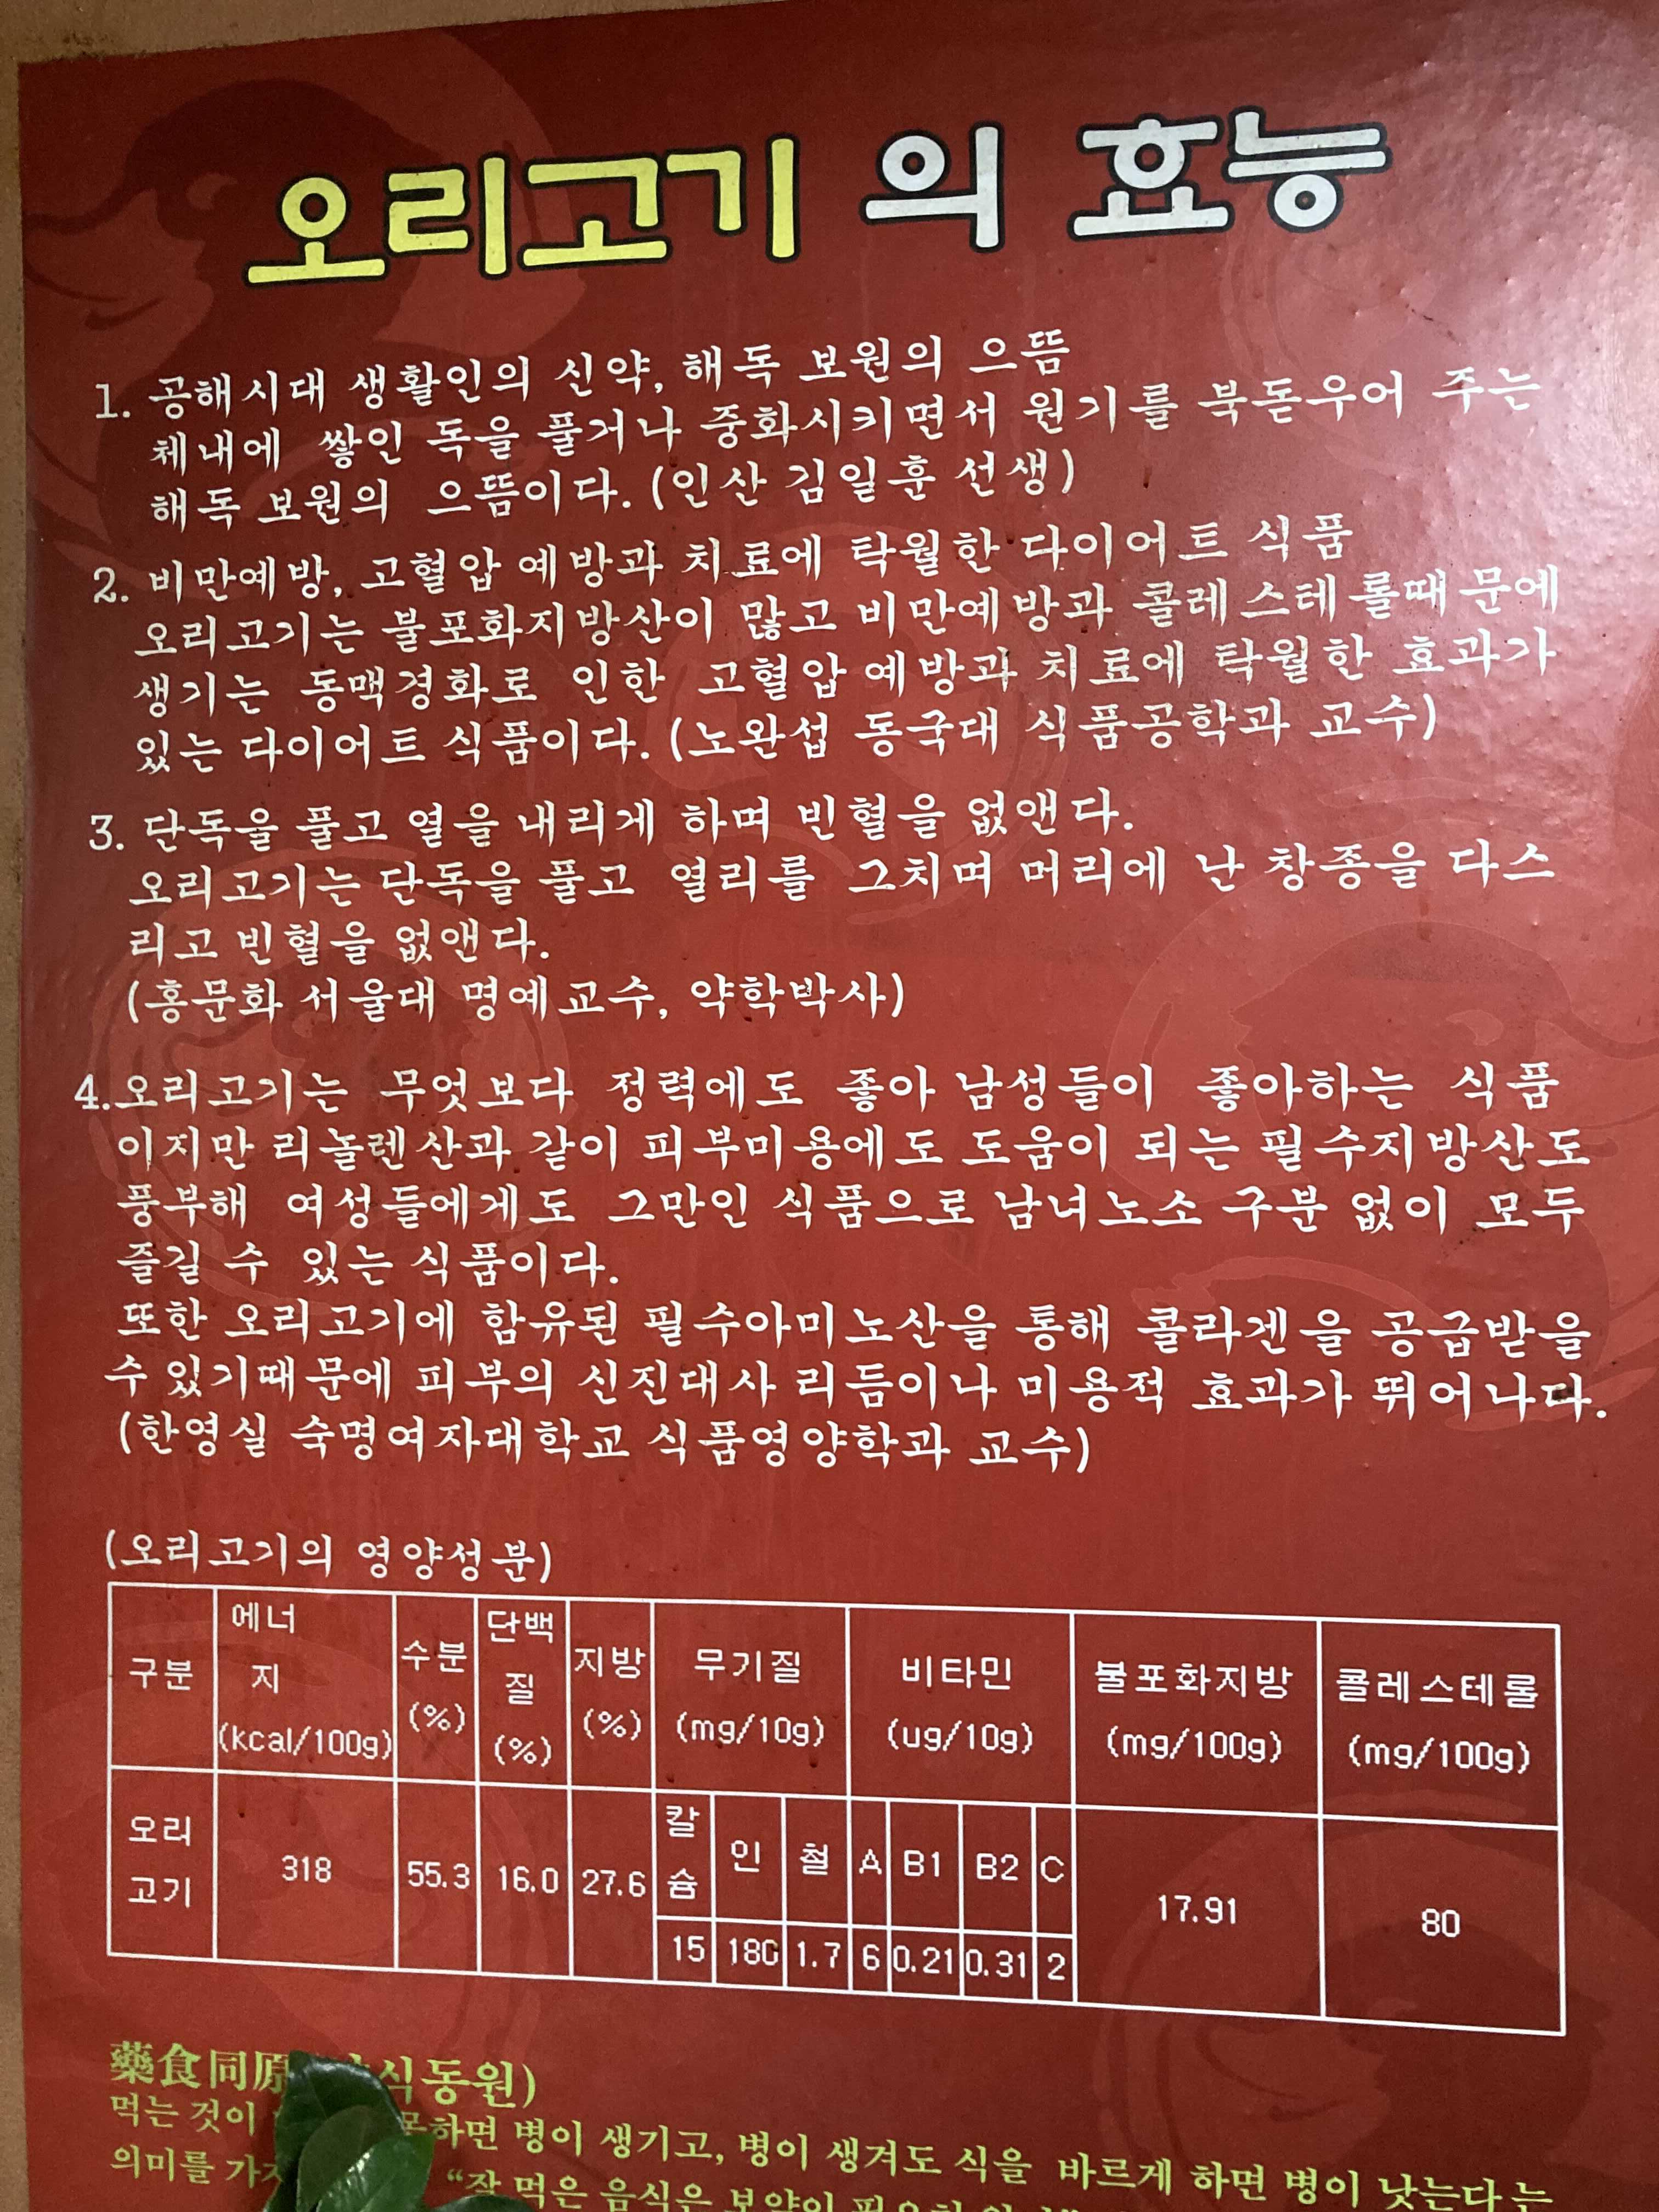 오리고기 의 효능
1. 공해시대 생활인의 신약, 해독 보원의 으뜸
체내에 쌓인 독을 풀거나 중화시키면서 원기를 북돋우어 주는
해독 보원의 으뜸이다. (인산 김일훈 선생)
2. 비만예방, 고혈압 예방과 치료에 탁월한 다이어트 식품
오리고기는 불포화지방산이 많고 비만예방과 콜레스테롤때문에
생기는 동맥경화로 인한 고혈압 예방과 치료에 탁월한 효과가
있는 다이어트 식품이다. (노완섭 동국대 식품공학과 교수)
3. 단독을 풀고 열을 내리게 하며 빈혈을 없앤다.
오리고기는 단독을 풀고 열리를 그치며 머리에 난 창종을 다스
리고 빈혈을 없앤다.
(홍문화 서울대 명예교수, 약학박사)
4.오리고기는 무엇보다 정력에도 좋아 남성들이 좋아하는 식품
이지만 리놀렌산과 같이 피부미용에도 도움이 되는 필수지방산도
풍부해 여성들에게도 그만인 식품으로 남녀노소 구분 없이 모두
즐길 수 있는 식품이다.
또한 오리고기에 함유된 필수아미노산을 통해 콜라겐을 공급받을
수 있기때문에 피부의 신진대사 리듬이나 미용적 효과가 뛰어나다.
(한영실 숙명여자대학교 식품영양학과 교수)
(오리고기의 영양성분)
구분 에너지 (kcal/100g) 수분 (%) 단백질 (%) 지방 (%) 무기질 (mg/10g) 비타민 (ug/10g) 불포화지방 (mg/100g) 콜레스테롤 (mg/100g)
오리고기 318 55.3 16.0 27.6 칼슘 인 철 A B1 B2 C 17.91 80
15 180 1.7 6 0.21 0.31 2
藥食同原 식동원)
먹는 것이 못하면 병이 생기고, 병이 생겨도 식을 바르게 하면 병이 낫는다는
의미를 "잘 먹은 음식은 보약이